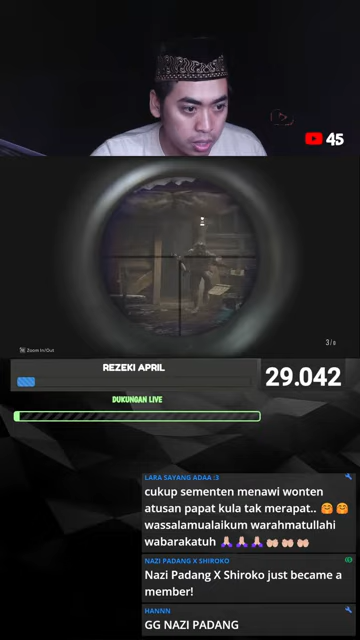 45
Zoom In/Out
3/8
REZEKI APRIL
29.042
DUKUNGAN LIVE
LARA SAYANG ADAA :3
cukup sementen menawi wonten
atusan papat kula tak merapat.. 🤗 🤗
wassalamualaikum warahmatullahi
wabarakatuh 🙏🏻 🙏🏻 🙏🏻 👐🏻 👐🏻 👐🏻
NAZI PADANG X SHIROKO
Nazi Padang X Shiroko just became a
member!
HANNN
GG NAZI PADANG